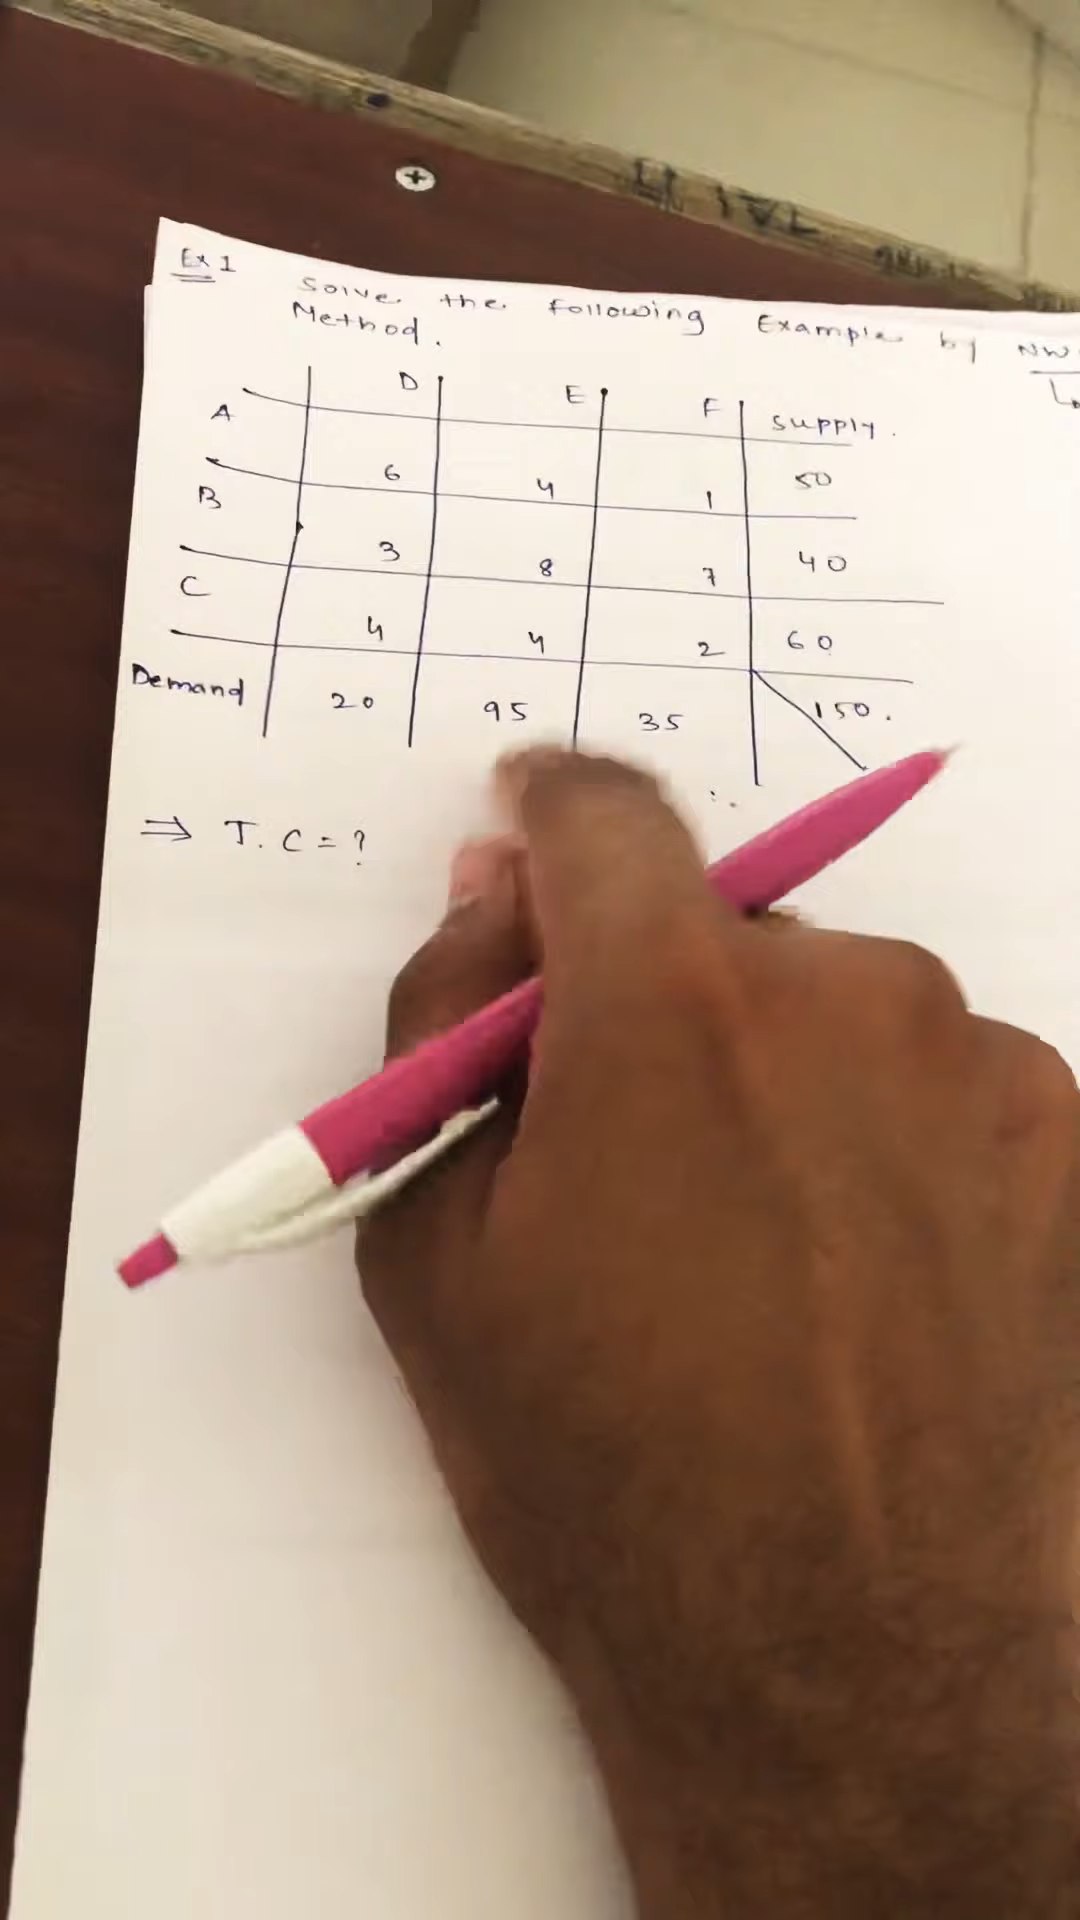 Ex 1 Solve the following Example by NW
Method.
D E F supply.
A 6 4 1 50
B 3 8 7 40
C 4 4 2 60
Demand 20 95 35 150.
⇒ T.C = ?